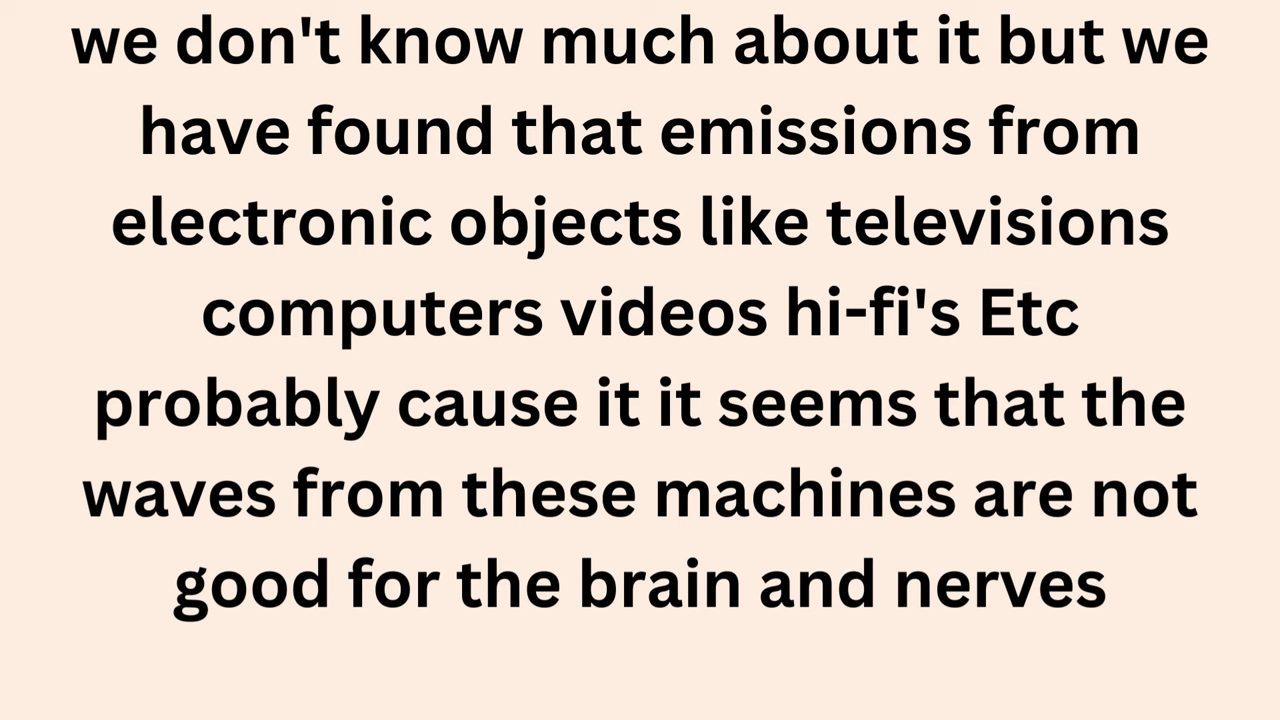 we don't know much about it but we
have found that emissions from
electronic objects like televisions
computers videos hi-fi's Etc
probably cause it it seems that the
waves from these machines are not
good for the brain and nerves